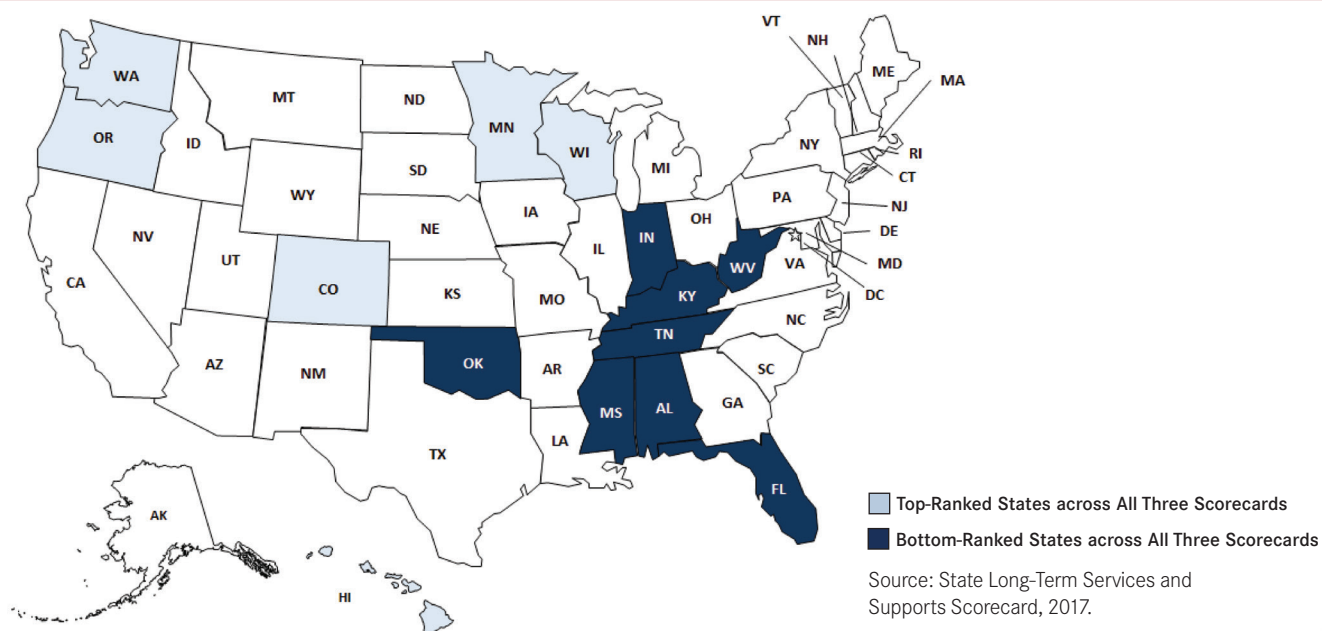 VT
NH
ME
MA
WA
MT
ND
MN
OR
ID
WI
NY
RI
SD
MI
CT
WY
PA
NJ
IA
OH
NE
DE
NV
IL
IN
UT
WV
VA
MD
CA
CO
KS
MO
KY
DC
NC
TN
AZ
NM
OK
AR
SC
MS
AL
GA
LA
TX
FL
AK
HI
Top-Ranked States across All Three Scorecards
Bottom-Ranked States across All Three Scorecards
Source: State Long-Term Services and
Supports Scorecard, 2017.